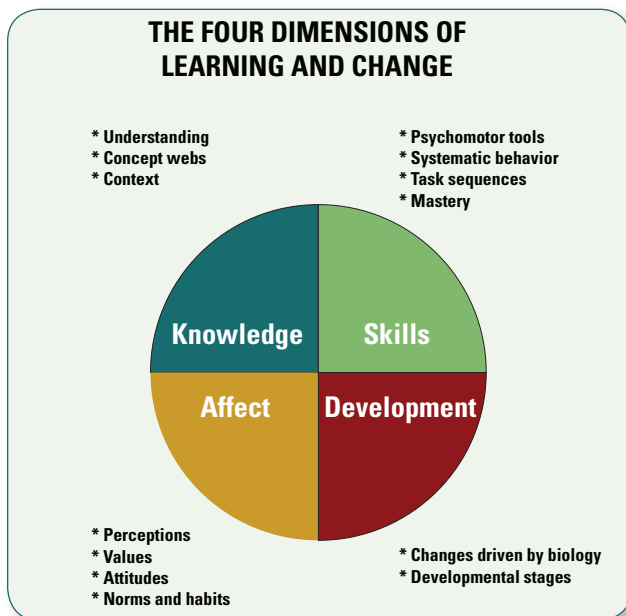 THE FOUR DIMENSIONS OF
LEARNING AND CHANGE
* Understanding
* Concept webs
* Context
* Psychomotor tools
* Systematic behavior
* Task sequences
* Mastery
Knowledge
Skills
Affect
Development
* Perceptions
* Values
* Attitudes
* Norms and habits
* Changes driven by biology
* Developmental stages